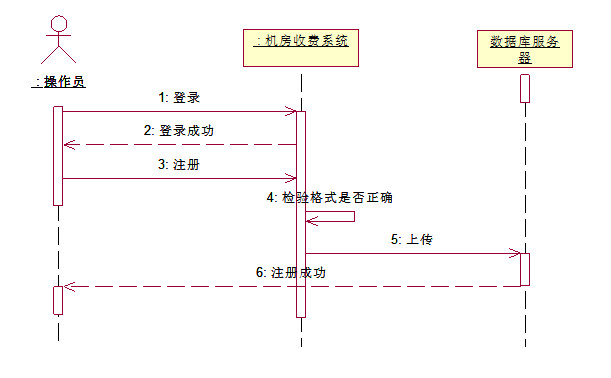 : 机房收费系统
数据库服务
器
: 操作员
1: 登录
2: 登录成功
3: 注册
4: 检验格式是否正确
5: 上传
6: 注册成功